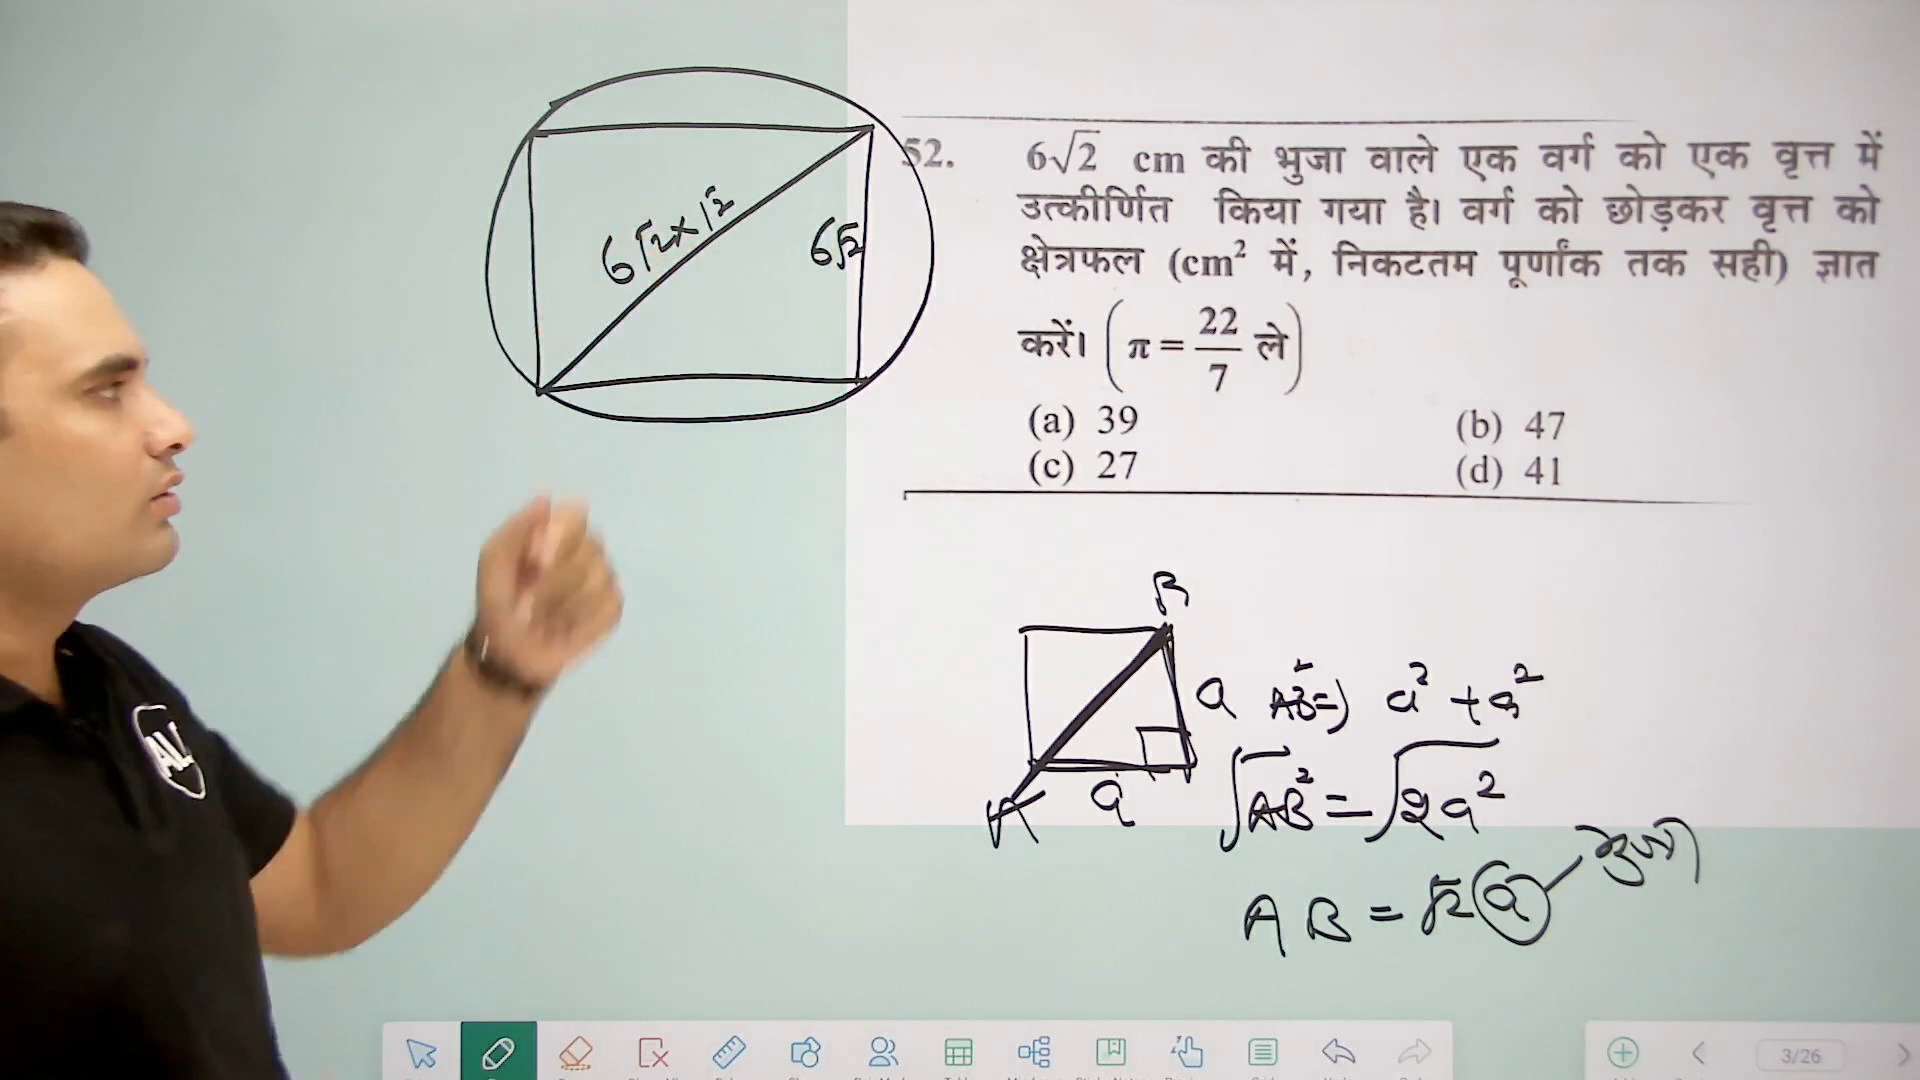 52. 6√2 cm की भुजा वाले एक वर्ग को एक वृत्त में
उत्कीर्णित किया गया है। वर्ग को छोड़कर वृत्त को
क्षेत्रफल (cm² में, निकटतम पूर्णांक तक सही) ज्ञात
करें। (π = 22/7 ले)
(a) 39 (b) 47
(c) 27 (d) 41
6√2×√2
6√2
B
a
AB² => a² + a²
A
a
√AB² = √2a²
AB = √2 a भुजा
AL
3/26